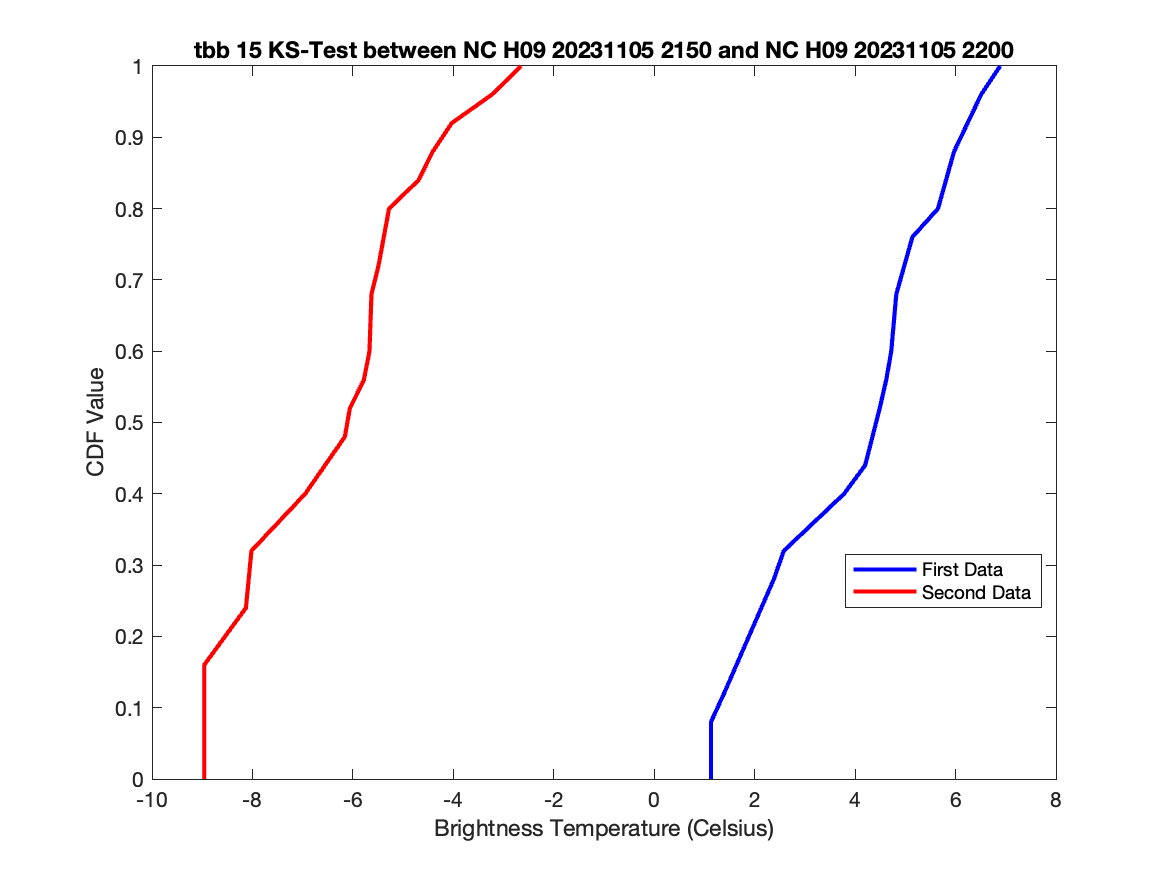 tbb 15 KS-Test between NC H09 20231105 2150 and NC H09 20231105 2200
1
0.9
0.8
0.7
0.6
0.5
0.4
0.3
0.2
0.1
0
CDF Value
First Data
Second Data
-10 -8 -6 -4 -2 0 2 4 6 8
Brightness Temperature (Celsius)